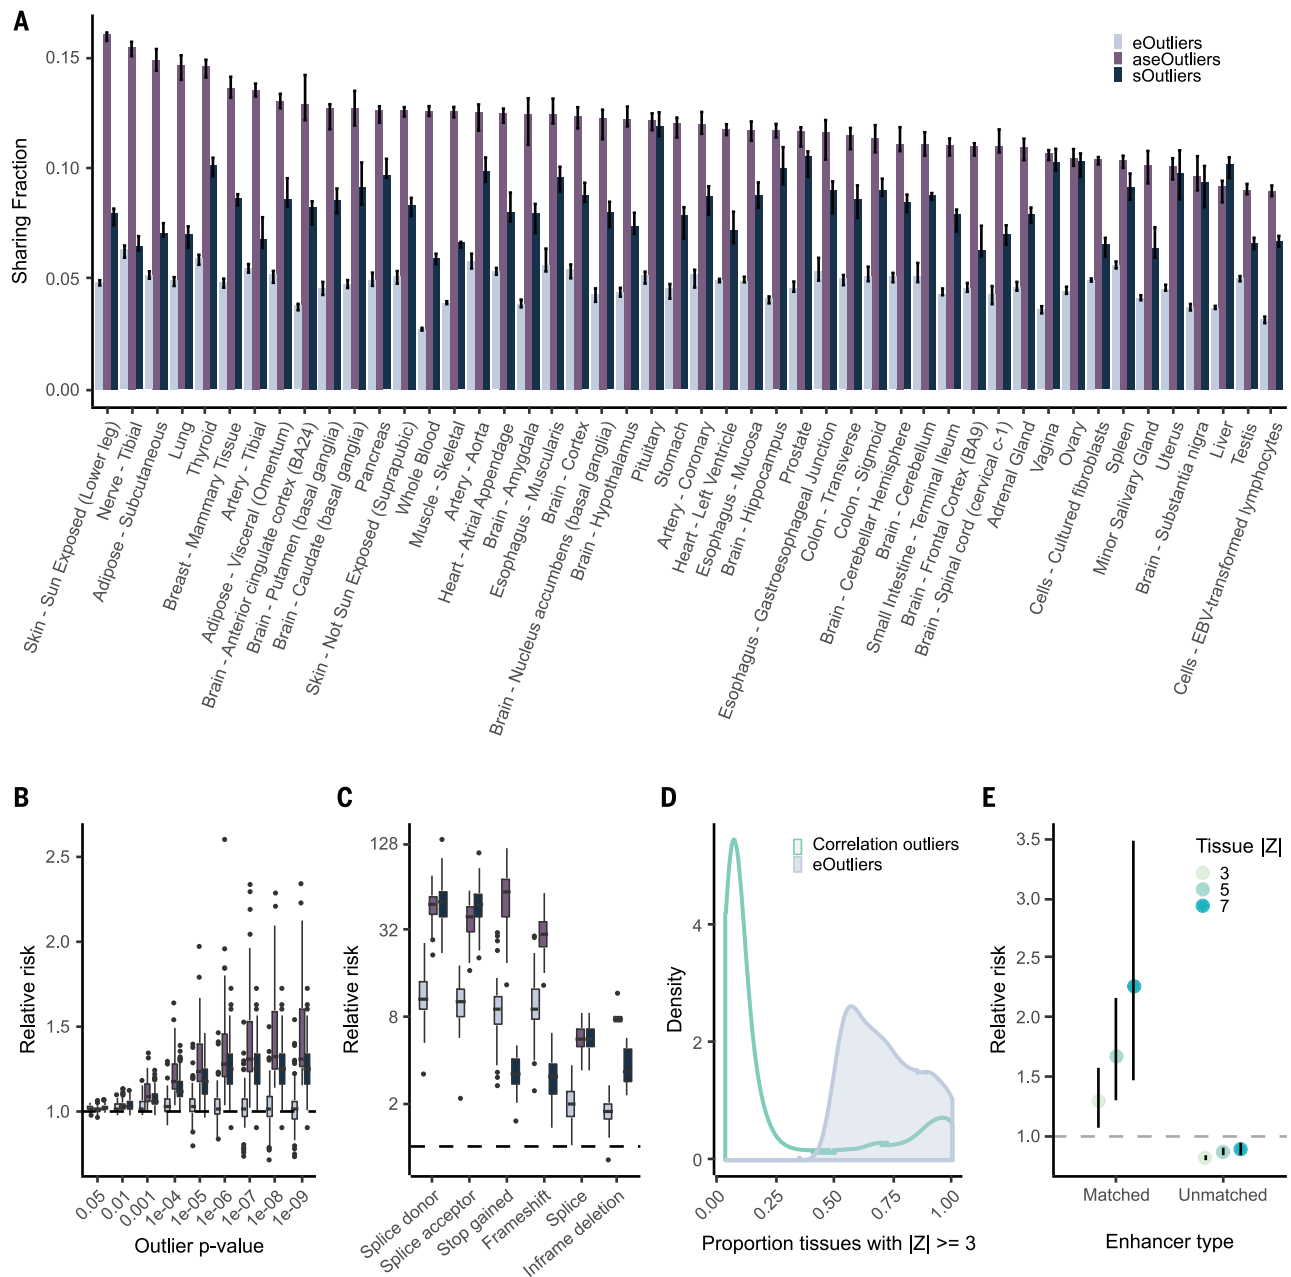 A
eOutliers
aseOutliers
sOutliers
Sharing Fraction
0.15
0.10
0.05
0.00
Skin - Sun Exposed (Lower leg)
Nerve - Tibial
Adipose - Subcutaneous
Lung
Thyroid
Breast - Mammary Tissue
Artery - Tibial
Adipose - Visceral (Omentum)
Brain - Anterior cingulate cortex (BA24)
Brain - Putamen (basal ganglia)
Brain - Caudate (basal ganglia)
Pancreas
Skin - Not Sun Exposed (Suprapubic)
Whole Blood
Muscle - Skeletal
Artery - Aorta
Heart - Atrial Appendage
Brain - Amygdala
Esophagus - Muscularis
Brain - Cortex
Brain - Nucleus accumbens (basal ganglia)
Brain - Hypothalamus
Pituitary
Stomach
Artery - Coronary
Heart - Left Ventricle
Esophagus - Mucosa
Brain - Hippocampus
Prostate
Esophagus - Gastroesophageal Junction
Colon - Transverse
Colon - Sigmoid
Brain - Cerebellar Hemisphere
Brain - Cerebellum
Small Intestine - Terminal Ileum
Brain - Frontal Cortex (BA9)
Brain - Spinal cord (cervical c-1)
Adrenal Gland
Vagina
Ovary
Cells - Cultured fibroblasts
Spleen
Minor Salivary Gland
Uterus
Brain - Substantia nigra
Liver
Testis
Cells - EBV-transformed lymphocytes
B
Relative risk
2.5
2.0
1.5
1.0
0.05
0.01
0.001
1e-04
1e-05
1e-06
1e-07
1e-08
1e-09
Outlier p-value
C
Relative risk
128
32
8
2
Splice donor
Splice acceptor
Stop gained
Frameshift
Splice
Inframe deletion
D
Correlation outliers
eOutliers
Density
4
2
0
0.00
0.25
0.50
0.75
1.00
Proportion tissues with |Z| >= 3
E
Tissue |Z|
3
5
7
Relative risk
3.5
3.0
2.5
2.0
1.5
1.0
Matched
Unmatched
Enhancer type